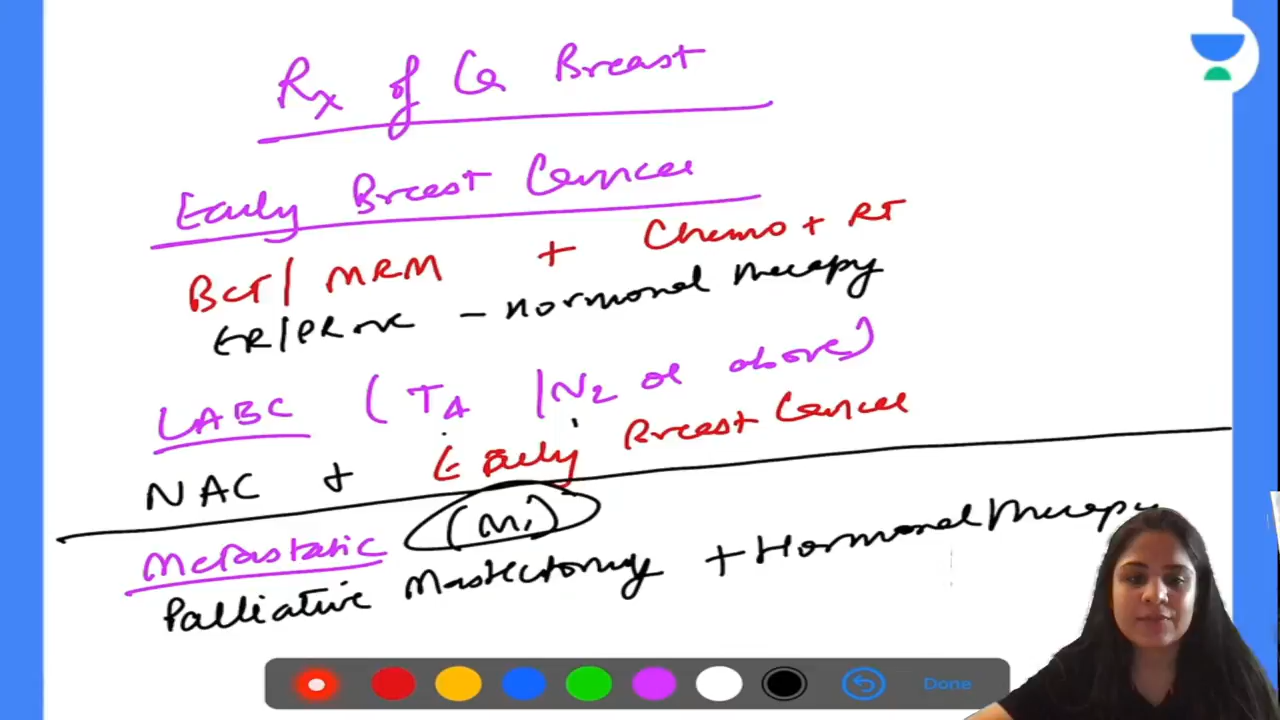 Rx of Ca Breast
Early Breast Cancer
BCT/ MRM + Chemo + RT
ER/PR +ve - Hormonal Therapy
LABC ( T4 /N2 or above)
NAC + (Early Breast Cancer
Metastatic (M1)
Palliative Mastectomy + Hormonal Therapy
Done